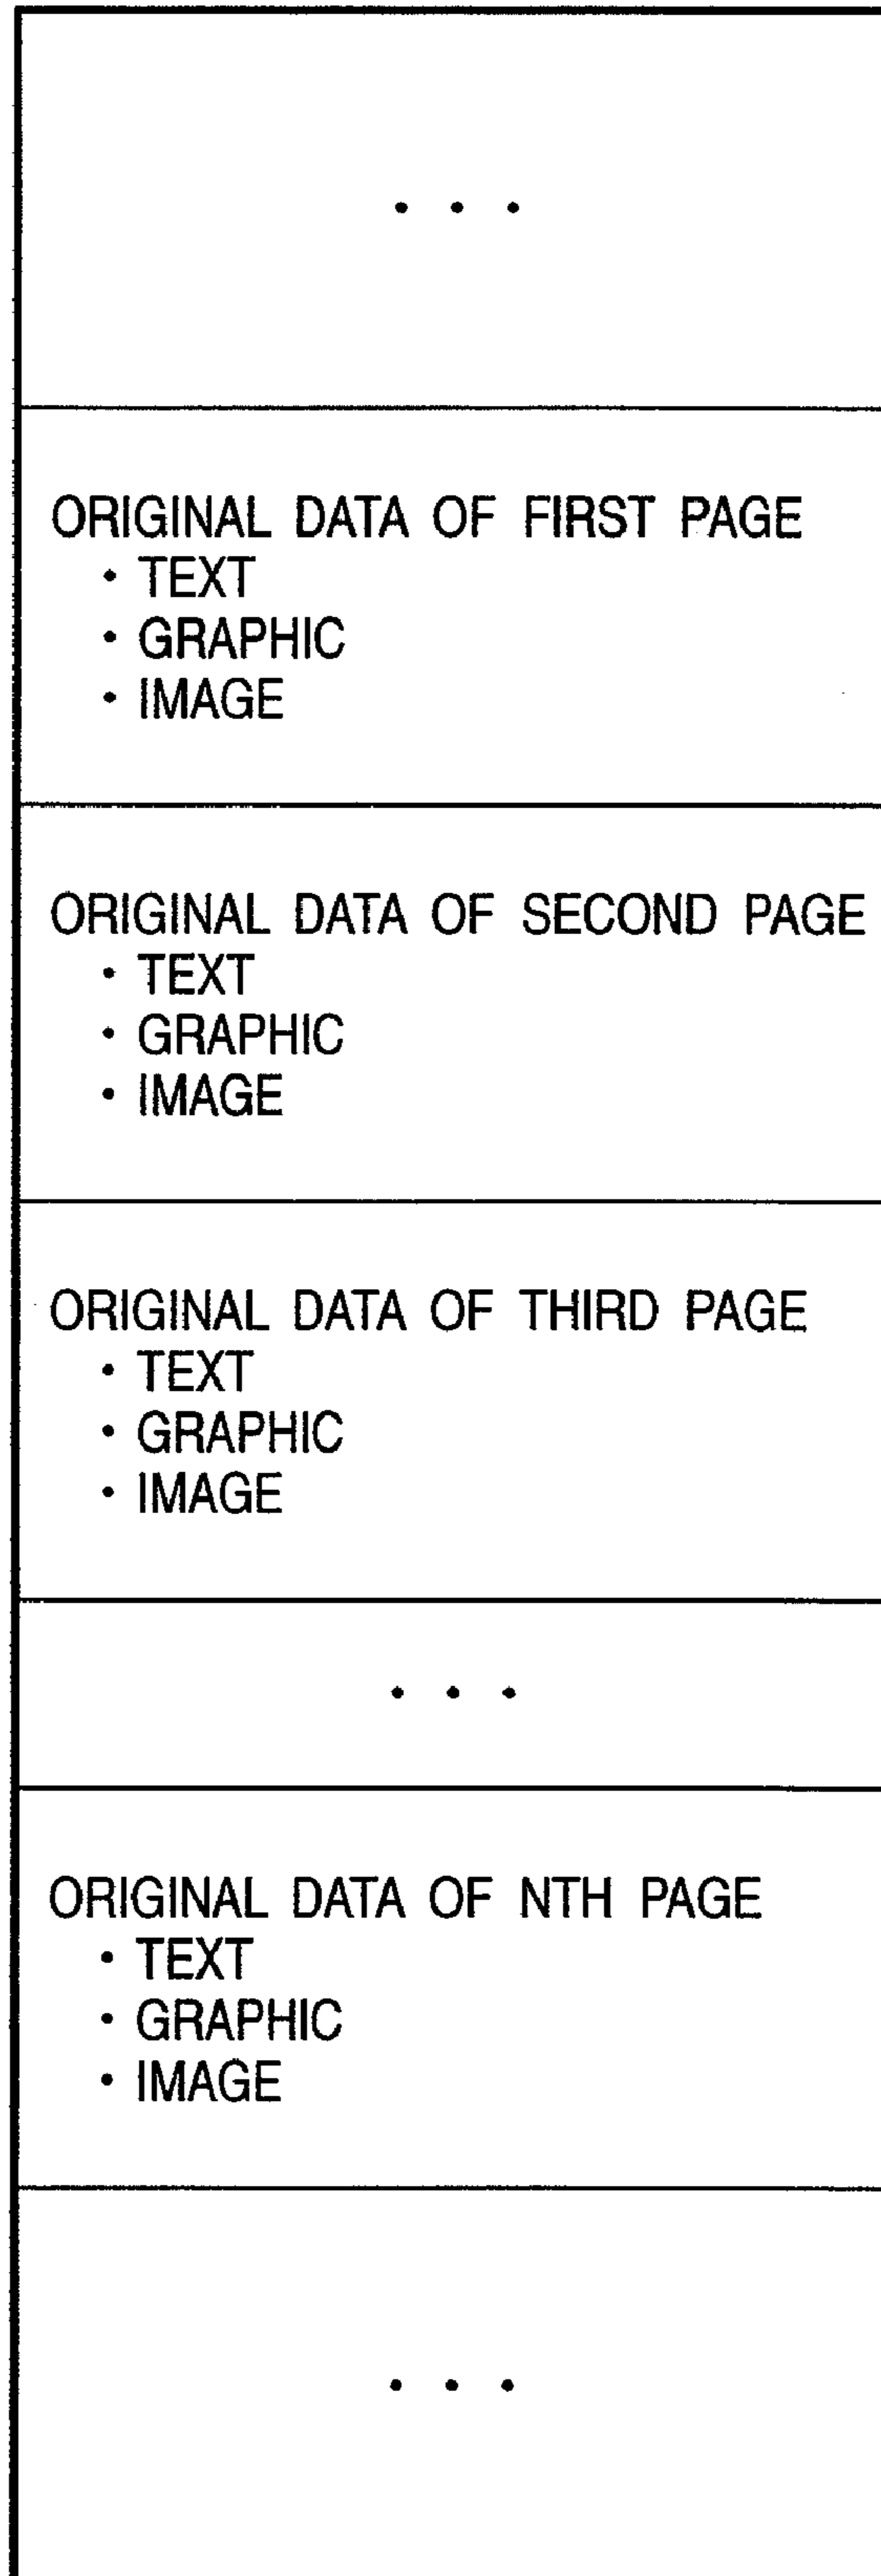 . . .
ORIGINAL DATA OF FIRST PAGE
· TEXT
· GRAPHIC
· IMAGE
ORIGINAL DATA OF SECOND PAGE
· TEXT
· GRAPHIC
· IMAGE
ORIGINAL DATA OF THIRD PAGE
· TEXT
· GRAPHIC
· IMAGE
. . .
ORIGINAL DATA OF NTH PAGE
· TEXT
· GRAPHIC
· IMAGE
. . .